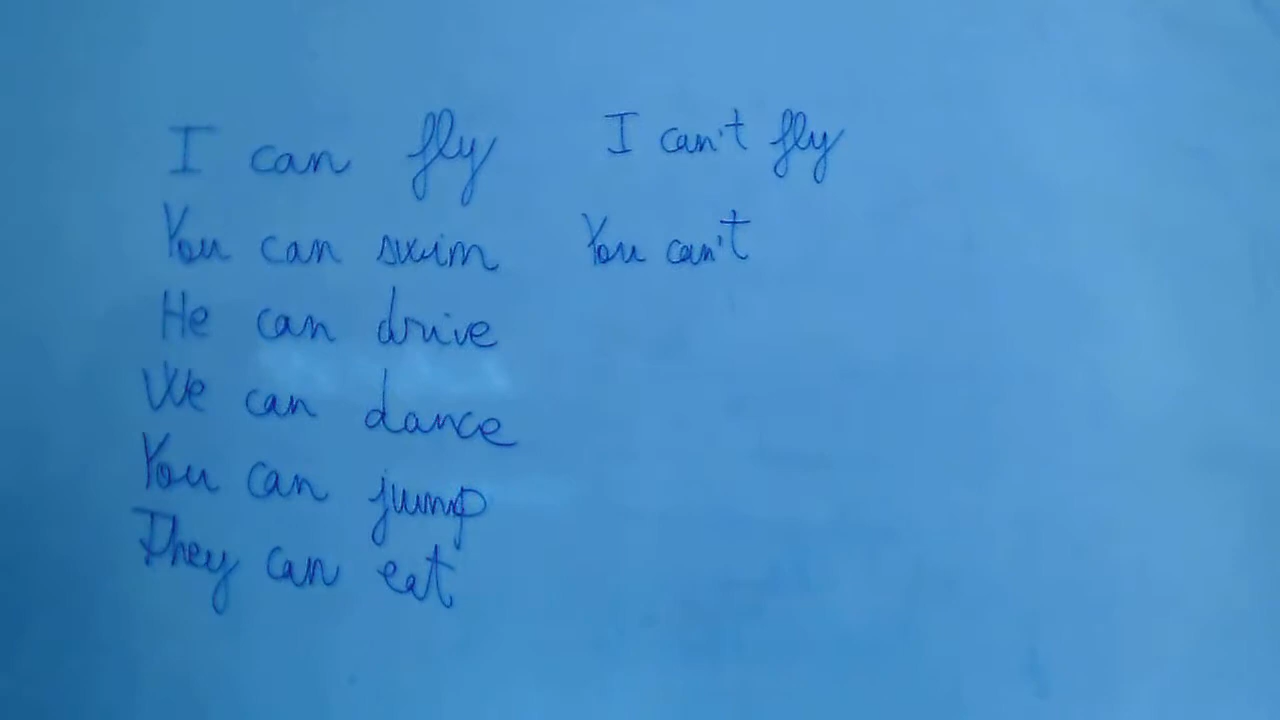 I can fly I can't fly
You can swim You can't
He can drive
We can dance
You can jump
They can eat